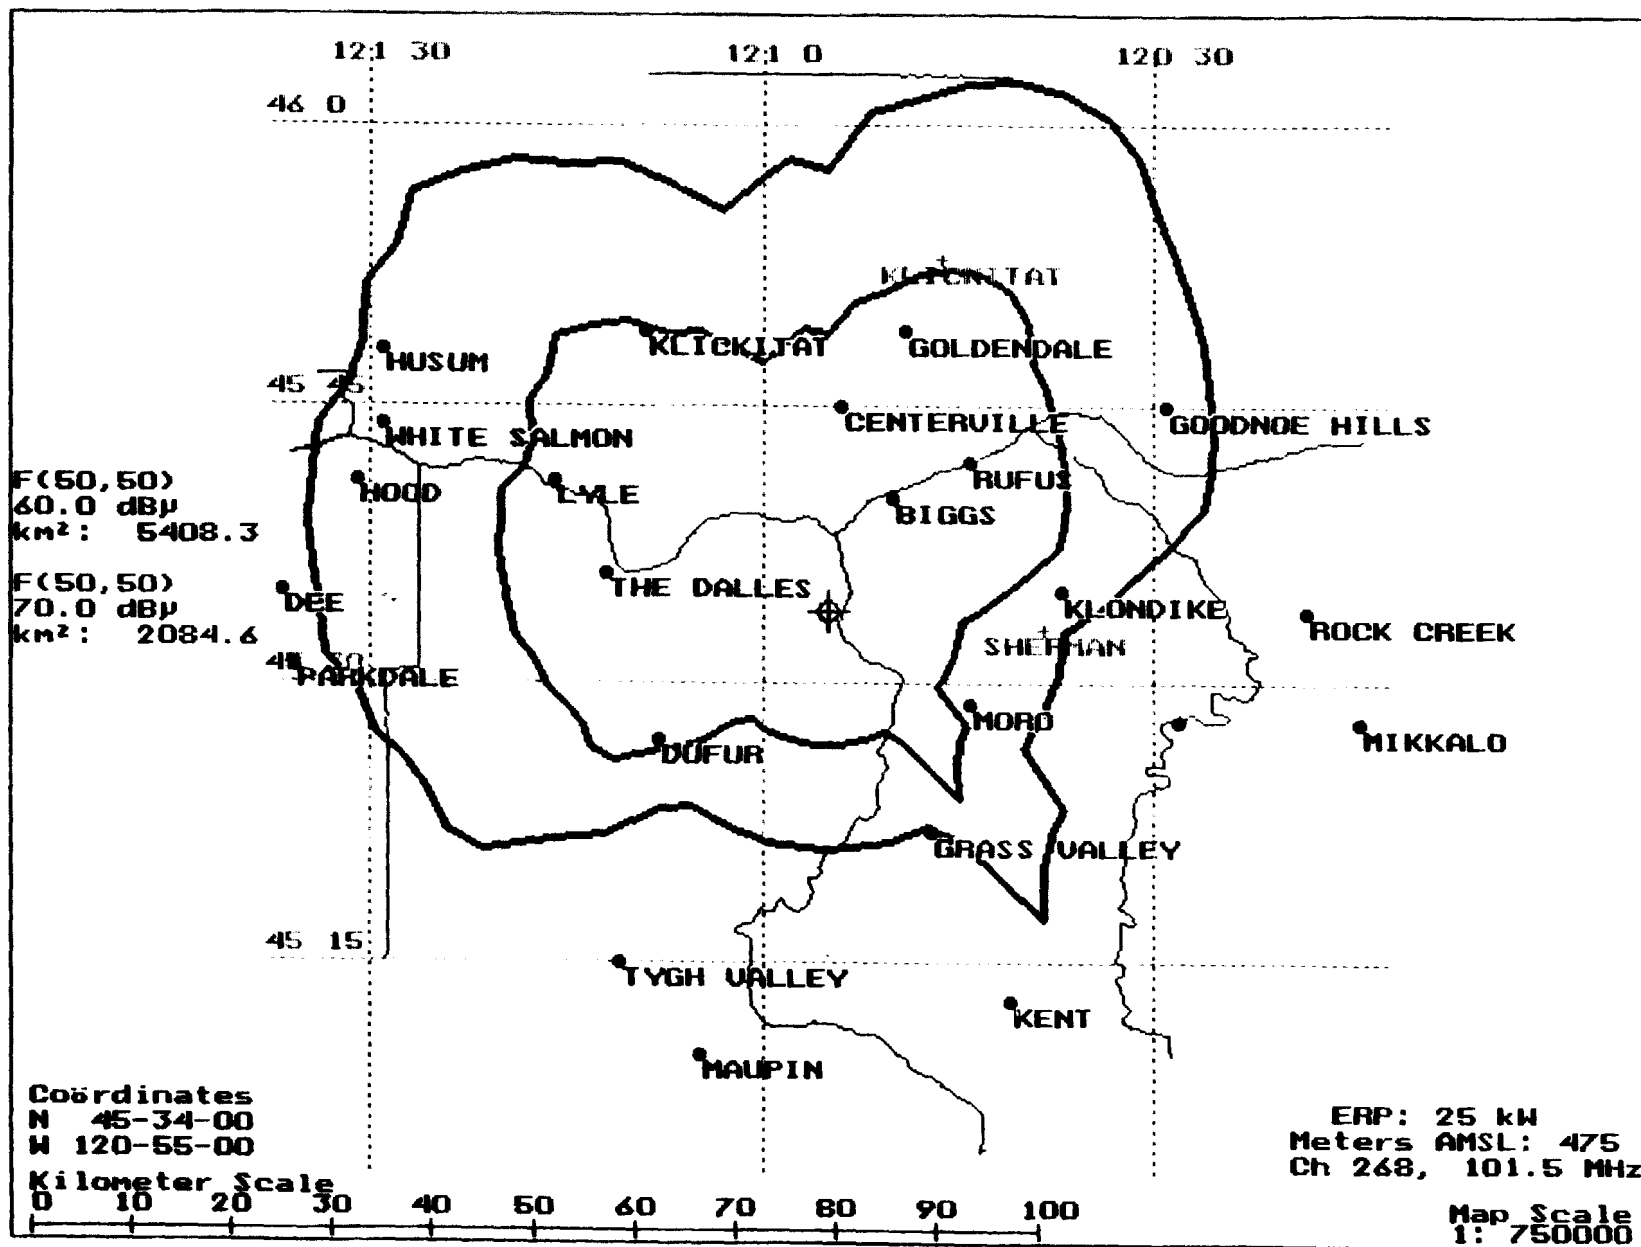 121 30
121 0
120 30
46 0
KLICKITAT
KLICKITAT
GOLDENDALE
HUSUM
45 45
CENTERVILLE
GOODNOE HILLS
WHITE SALMON
RUFUS
F(50,50)
60.0 dBµ
km²: 5408.3
HOOD
LYLE
BIGGS
F(50,50)
70.0 dBµ
km²: 2084.6
DEE
THE DALLES
KLONDIKE
ROCK CREEK
SHERMAN
45 30
PARKDALE
MORO
MIKKALO
DUFUR
GRASS VALLEY
45 15
TYGH VALLEY
KENT
MAUPIN
Coordinates
N 45-34-00
W 120-55-00
ERP: 25 kW
Meters AMSL: 475
Ch 268, 101.5 MHz
Kilometer Scale
0 10 20 30 40 50 60 70 80 90 100
Map Scale
1: 750000